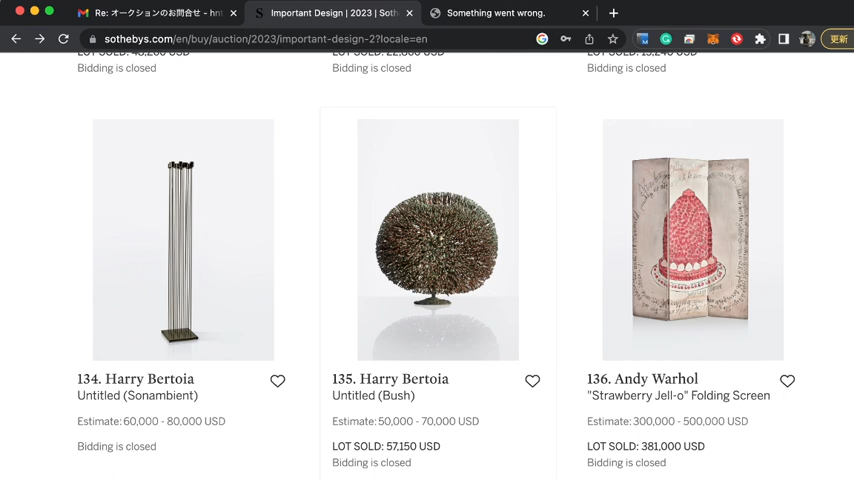 Re: オークションのお問合せ - hnt
Important Design | 2023 | Soth
Something went wrong.
sothebys.com/en/buy/auction/2023/important-design-2?locale=en
更新
Bidding is closed
Bidding is closed
Bidding is closed
134. Harry Bertoia
Untitled (Sonambient)
Estimate: 60,000 - 80,000 USD
Bidding is closed
135. Harry Bertoia
Untitled (Bush)
Estimate: 50,000 - 70,000 USD
LOT SOLD: 57,150 USD
Bidding is closed
136. Andy Warhol
"Strawberry Jell-o" Folding Screen
Estimate: 300,000 - 500,000 USD
LOT SOLD: 381,000 USD
Bidding is closed